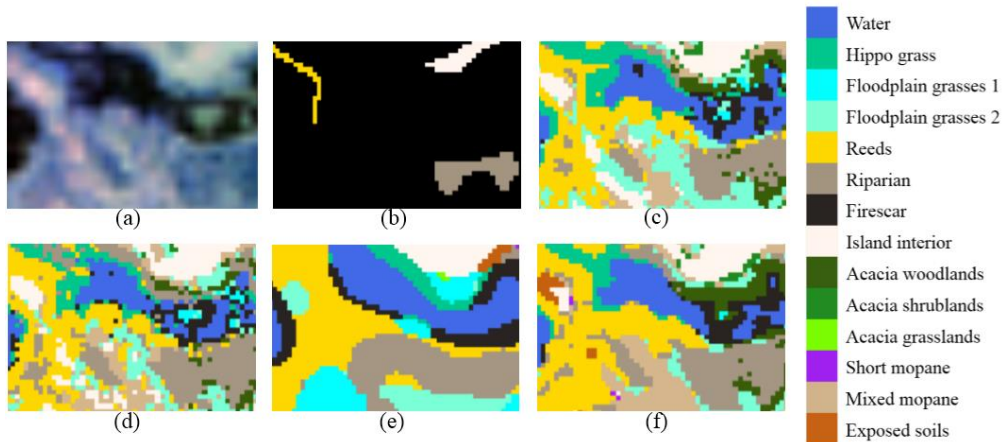 (a)
(b)
(c)
(d)
(e)
(f)
Water
Hippo grass
Floodplain grasses 1
Floodplain grasses 2
Reeds
Riparian
Firescar
Island interior
Acacia woodlands
Acacia shrublands
Acacia grasslands
Short mopane
Mixed mopane
Exposed soils